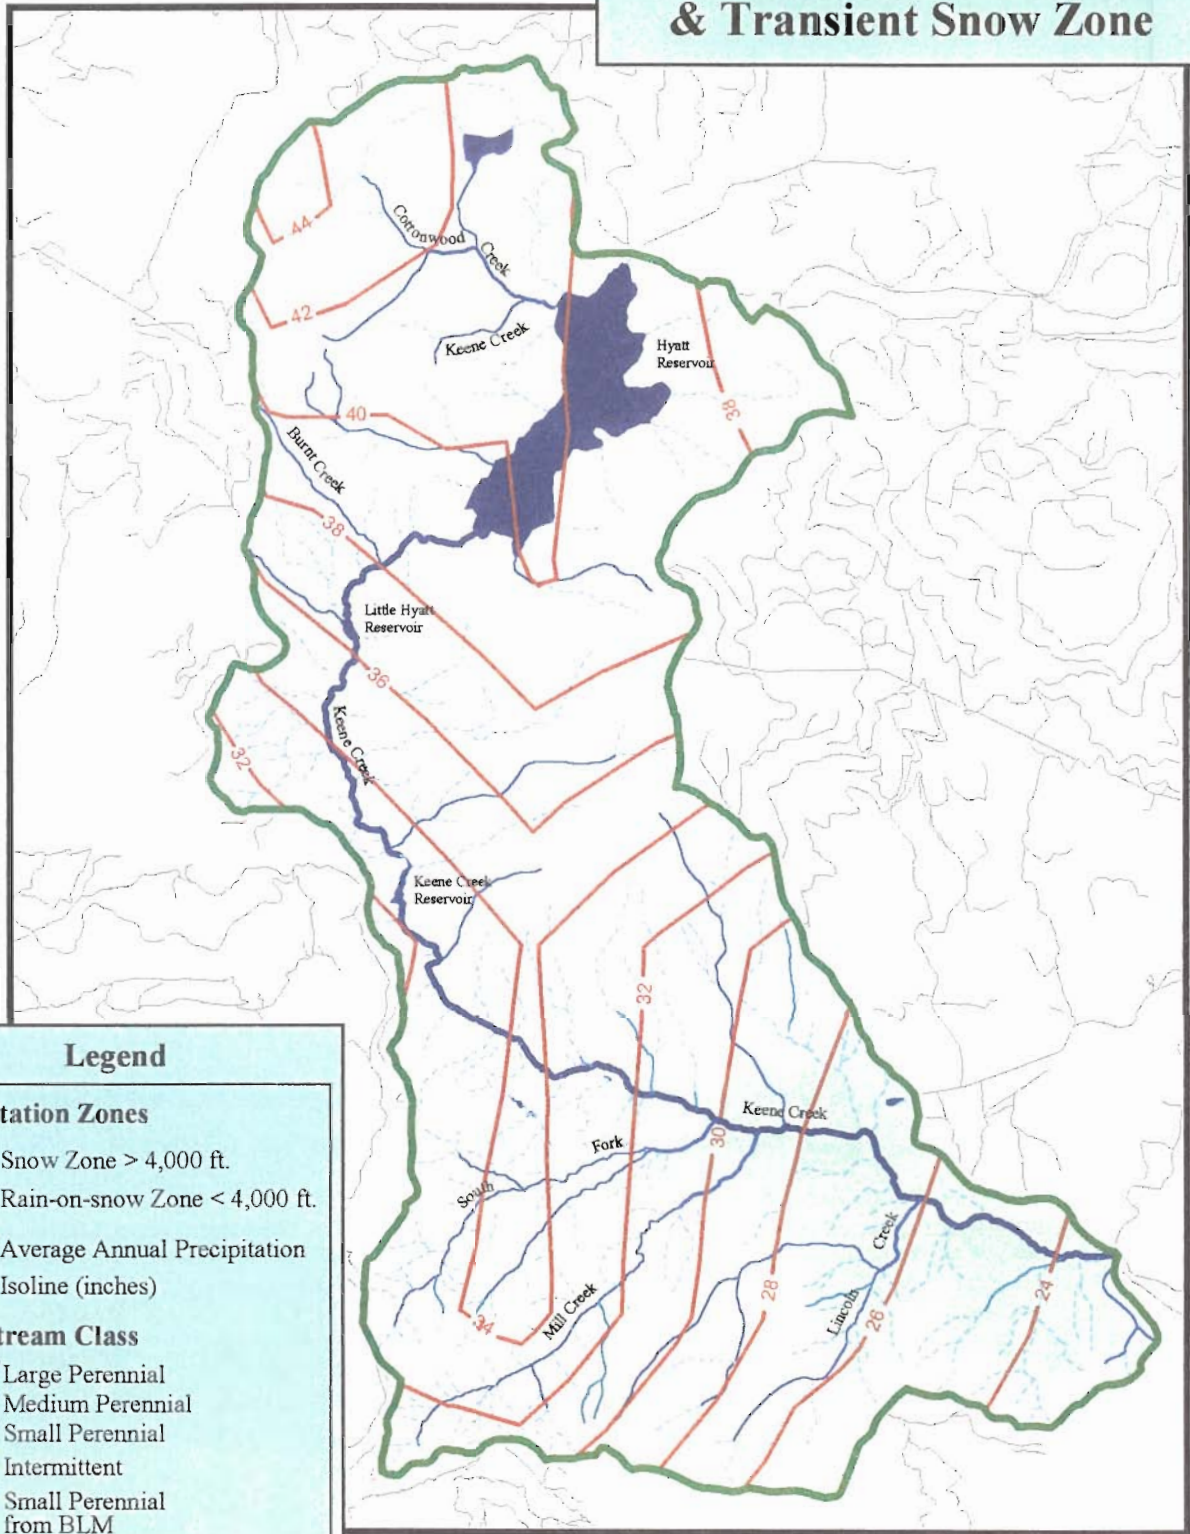 & Transient Snow Zone
44
Cottonwood
Creek
42
Keene Creek
Hyatt
Reservoir
38
40
Burnt Creek
38
Little Hyatt
Reservoir
36
Keene Creek
32
Keene Creek
Reservoir
32
Keene Creek
30
Fork
South
Creek
28
24
Lincoln
26
34
Mill Creek
Legend
tation Zones
Snow Zone > 4,000 ft.
Rain-on-snow Zone < 4,000 ft.
Average Annual Precipitation
Isoline (inches)
tream Class
Large Perennial
Medium Perennial
Small Perennial
Intermittent
Small Perennial
from BLM